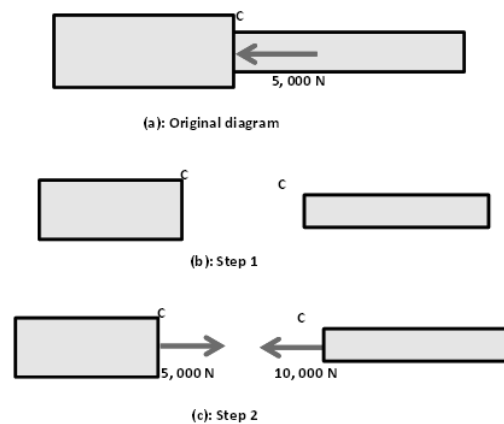 C
5, 000 N
(a): Original diagram
C C
(b): Step 1
C C
5, 000 N 10, 000 N
(c): Step 2